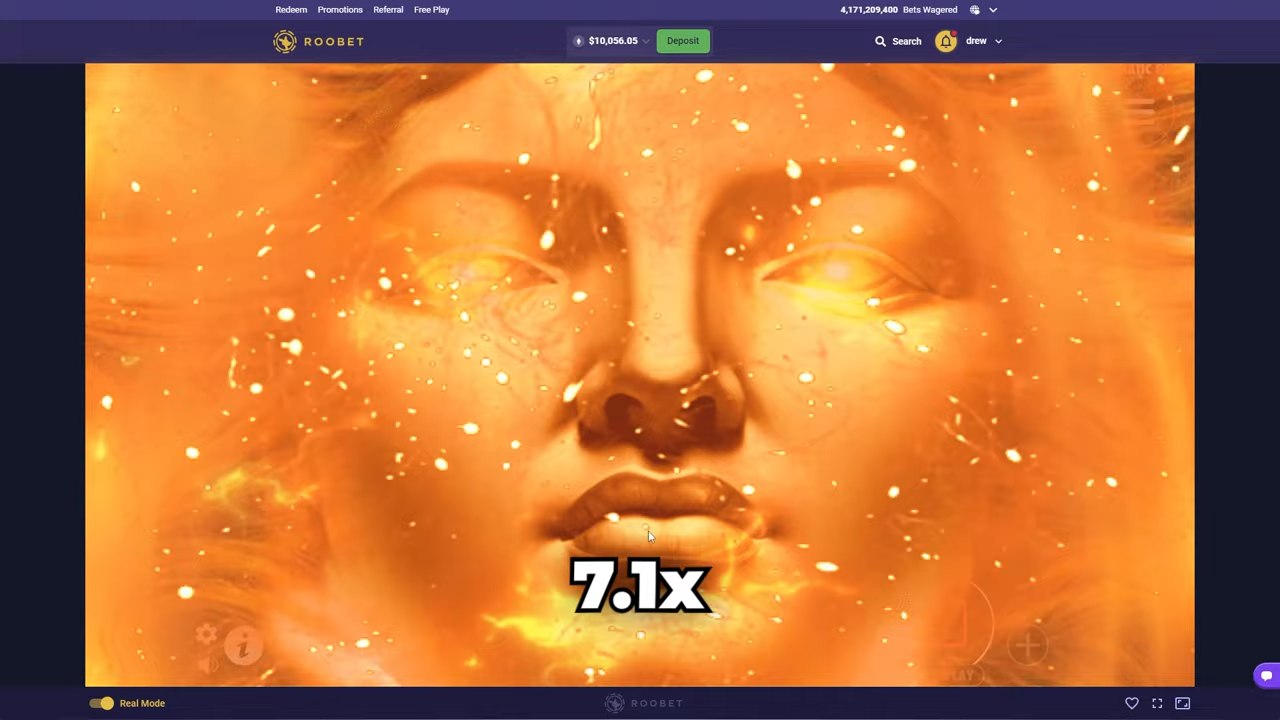 Redeem Promotions Referral Free Play 4,171,209,400 Bets Wagered
ROOBET $10,056.05 Deposit Search drew
7.1x
Real Mode ROOBET